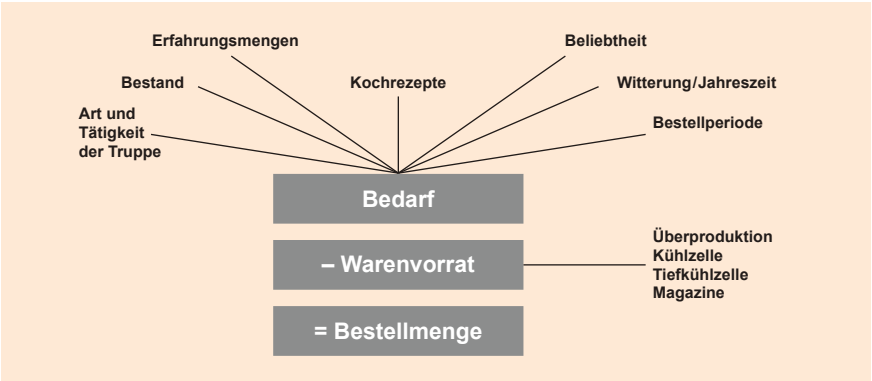 Erfahrungsmengen
Beliebtheit
Bestand
Kochrezepte
Witterung/Jahreszeit
Art und
Tätigkeit
der Truppe
Bestellperiode
Bedarf
– Warenvorrat
Überproduktion
Kühlzelle
Tiefkühlzelle
Magazine
= Bestellmenge